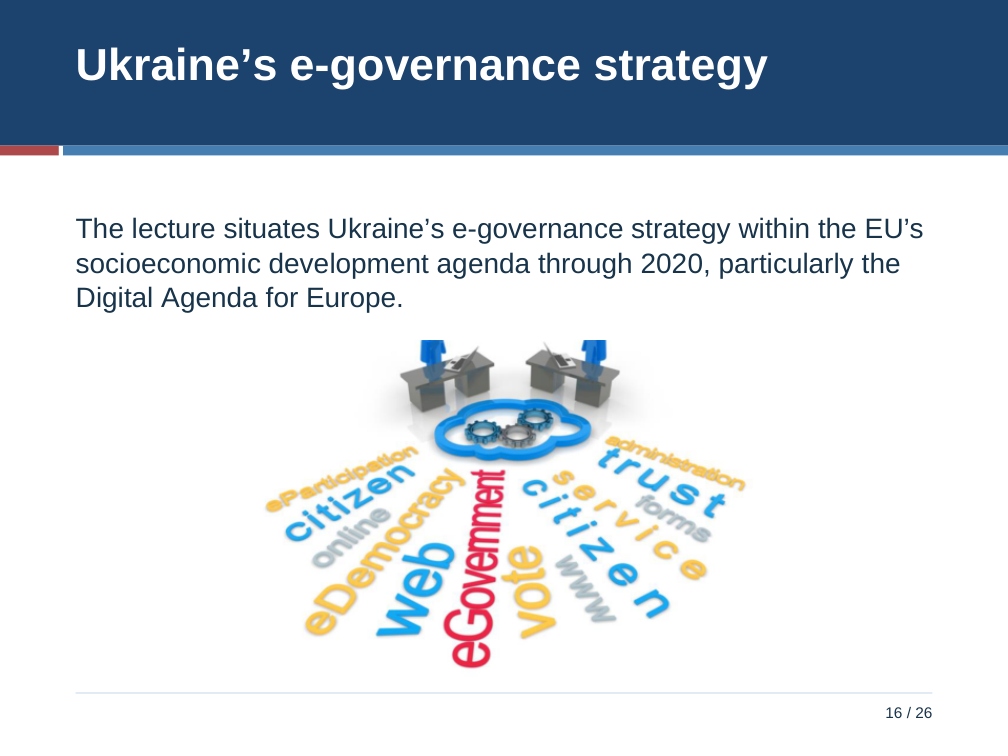 Ukraine’s e-governance strategy
The lecture situates Ukraine’s e-governance strategy within the EU’s
socioeconomic development agenda through 2020, particularly the
Digital Agenda for Europe.
eParticipation
citizen
online
eDemocracy
web
eGovernment
vote
www
citizen
service
forms
trust
administration
16 / 26